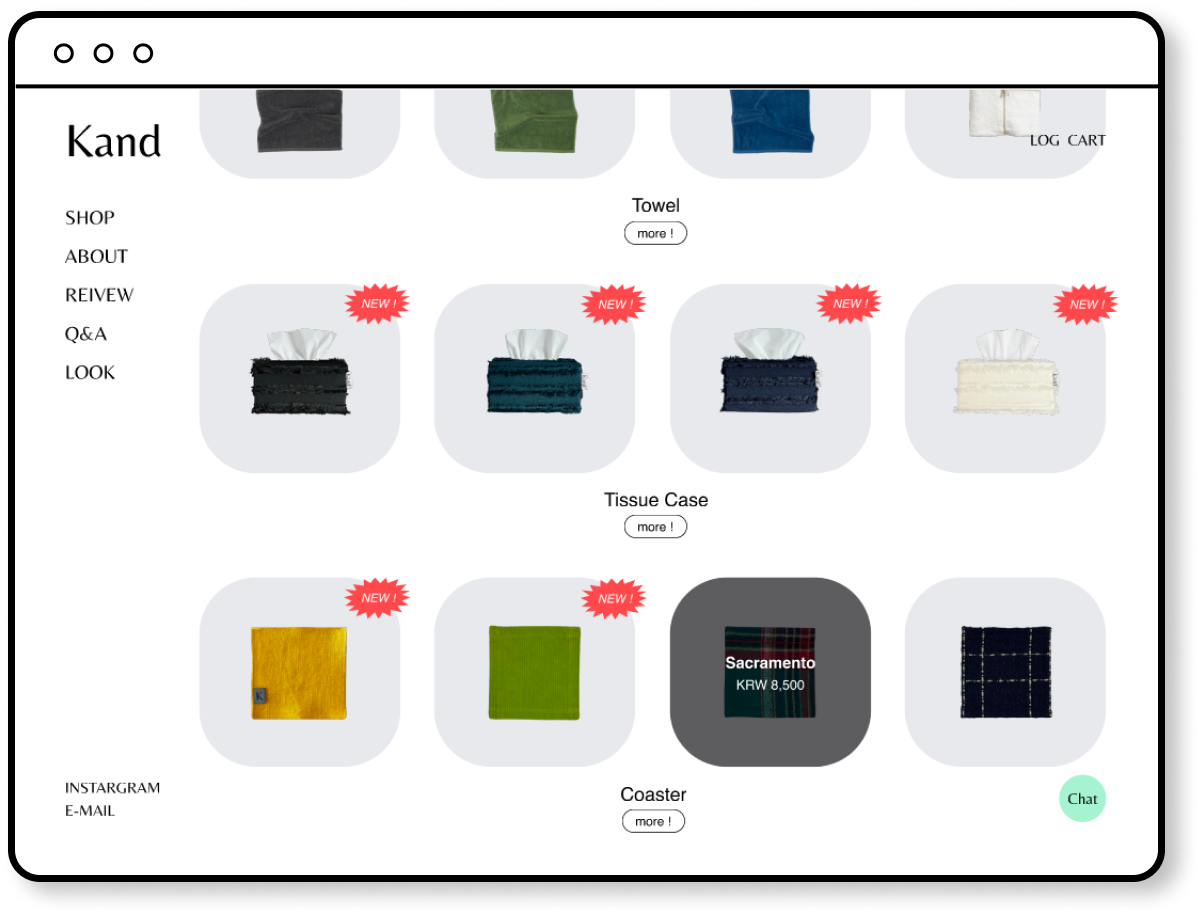 Kand
LOG CART
SHOP
ABOUT
REIVEW
Q&A
LOOK
Towel
more !
NEW !
NEW !
NEW !
NEW !
Tissue Case
more !
NEW !
NEW !
K
Sacramento
KRW 8,500
INSTARGRAM
E-MAIL
Coaster
more !
Chat